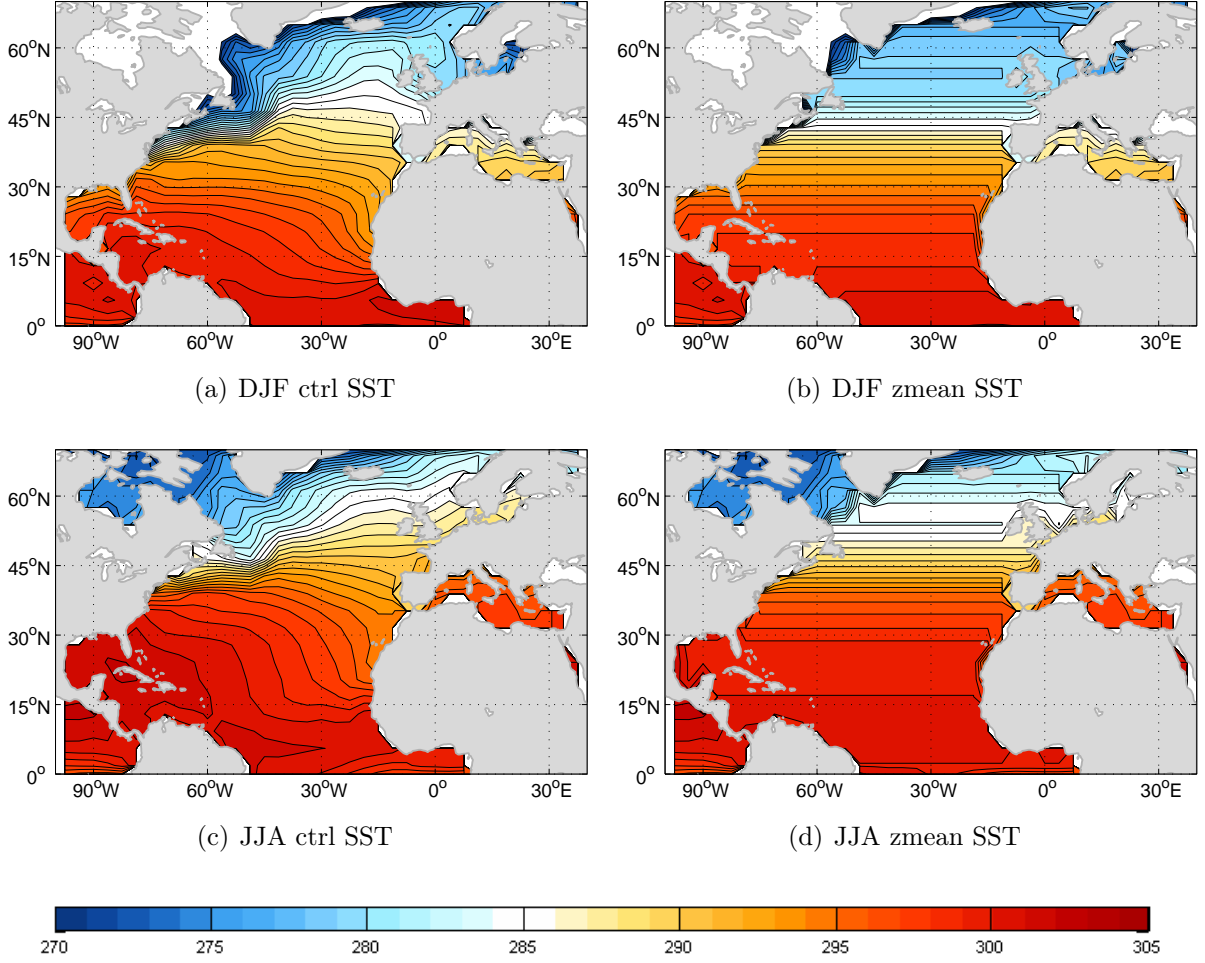 60°N 60°N
45°N 45°N
30°N 30°N
15°N 15°N
0° 0°
90°W 60°W 30°W 0° 30°E 90°W 60°W 30°W 0° 30°E
(a) DJF ctrl SST (b) DJF zmean SST
60°N 60°N
45°N 45°N
30°N 30°N
15°N 15°N
0° 0°
90°W 60°W 30°W 0° 30°E 90°W 60°W 30°W 0° 30°E
(c) JJA ctrl SST (d) JJA zmean SST
270 275 280 285 290 295 300 305